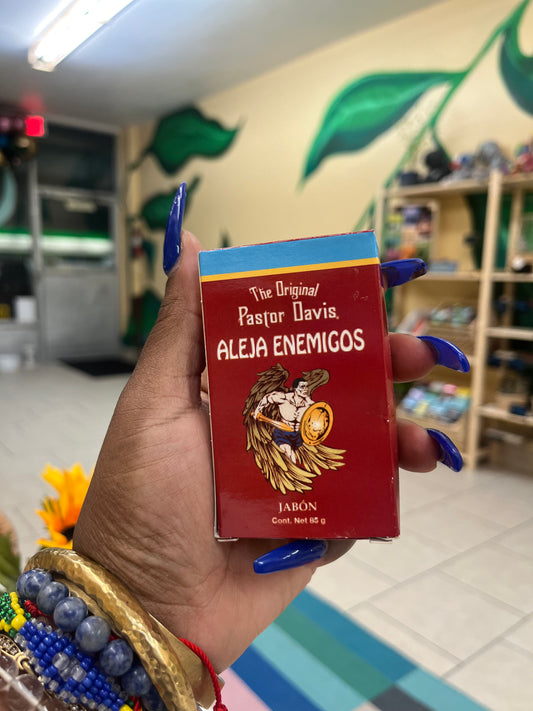 The Original
Pastor Davis®
ALEJA ENEMIGOS
JABÓN
Cont. Net 85 g